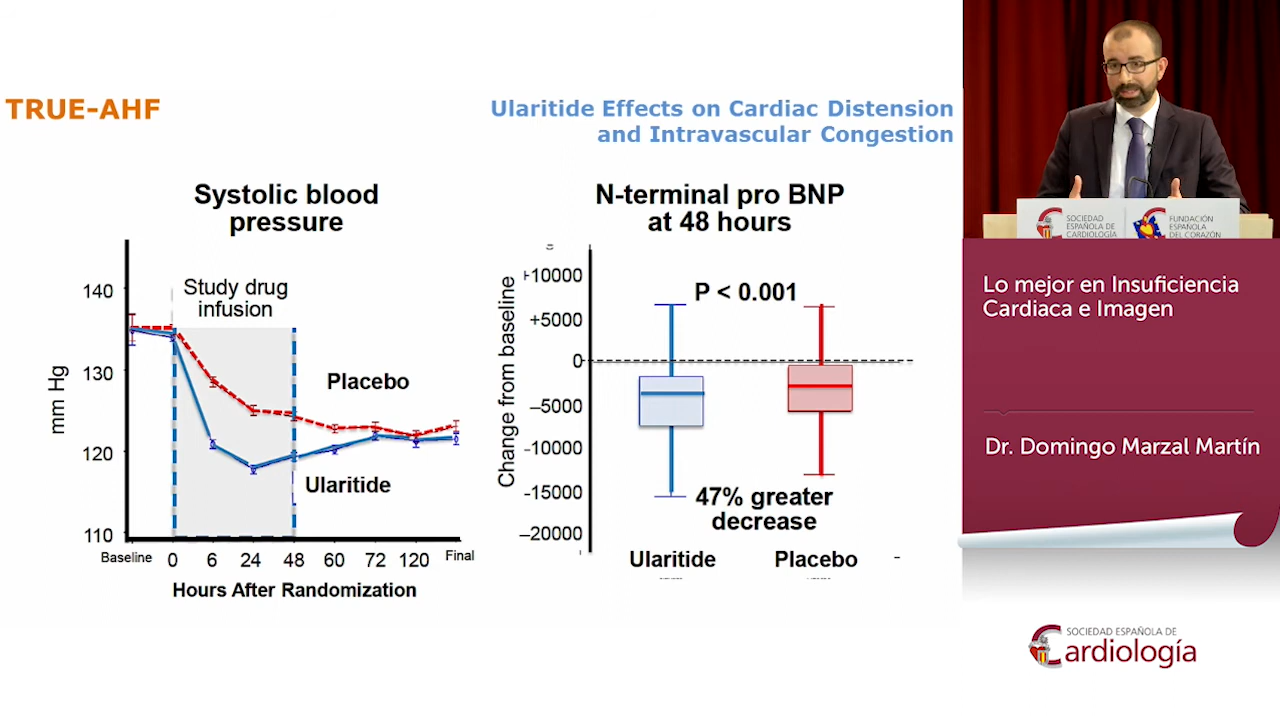 TRUE-AHF
Ularitide Effects on Cardiac Distension
and Intravascular Congestion
Systolic blood
pressure
140
130
120
110
mm Hg
Study drug
infusion
Placebo
Ularitide
Baseline 0 6 24 48 60 72 120 Final
Hours After Randomization
N-terminal pro BNP
at 48 hours
Change from baseline
+10000
+5000
0
–5000
-10000
-15000
–20000
P < 0.001
47% greater
decrease
Ularitide Placebo
SOCIEDAD
ESPAÑOLA DE
CARDIOLOGÍA
FUNDACIÓN
ESPAÑOLA
DEL CORAZÓN
Lo mejor en Insuficiencia
Cardiaca e Imagen
Dr. Domingo Marzal Martín
SOCIEDAD ESPAÑOLA DE
Cardiología